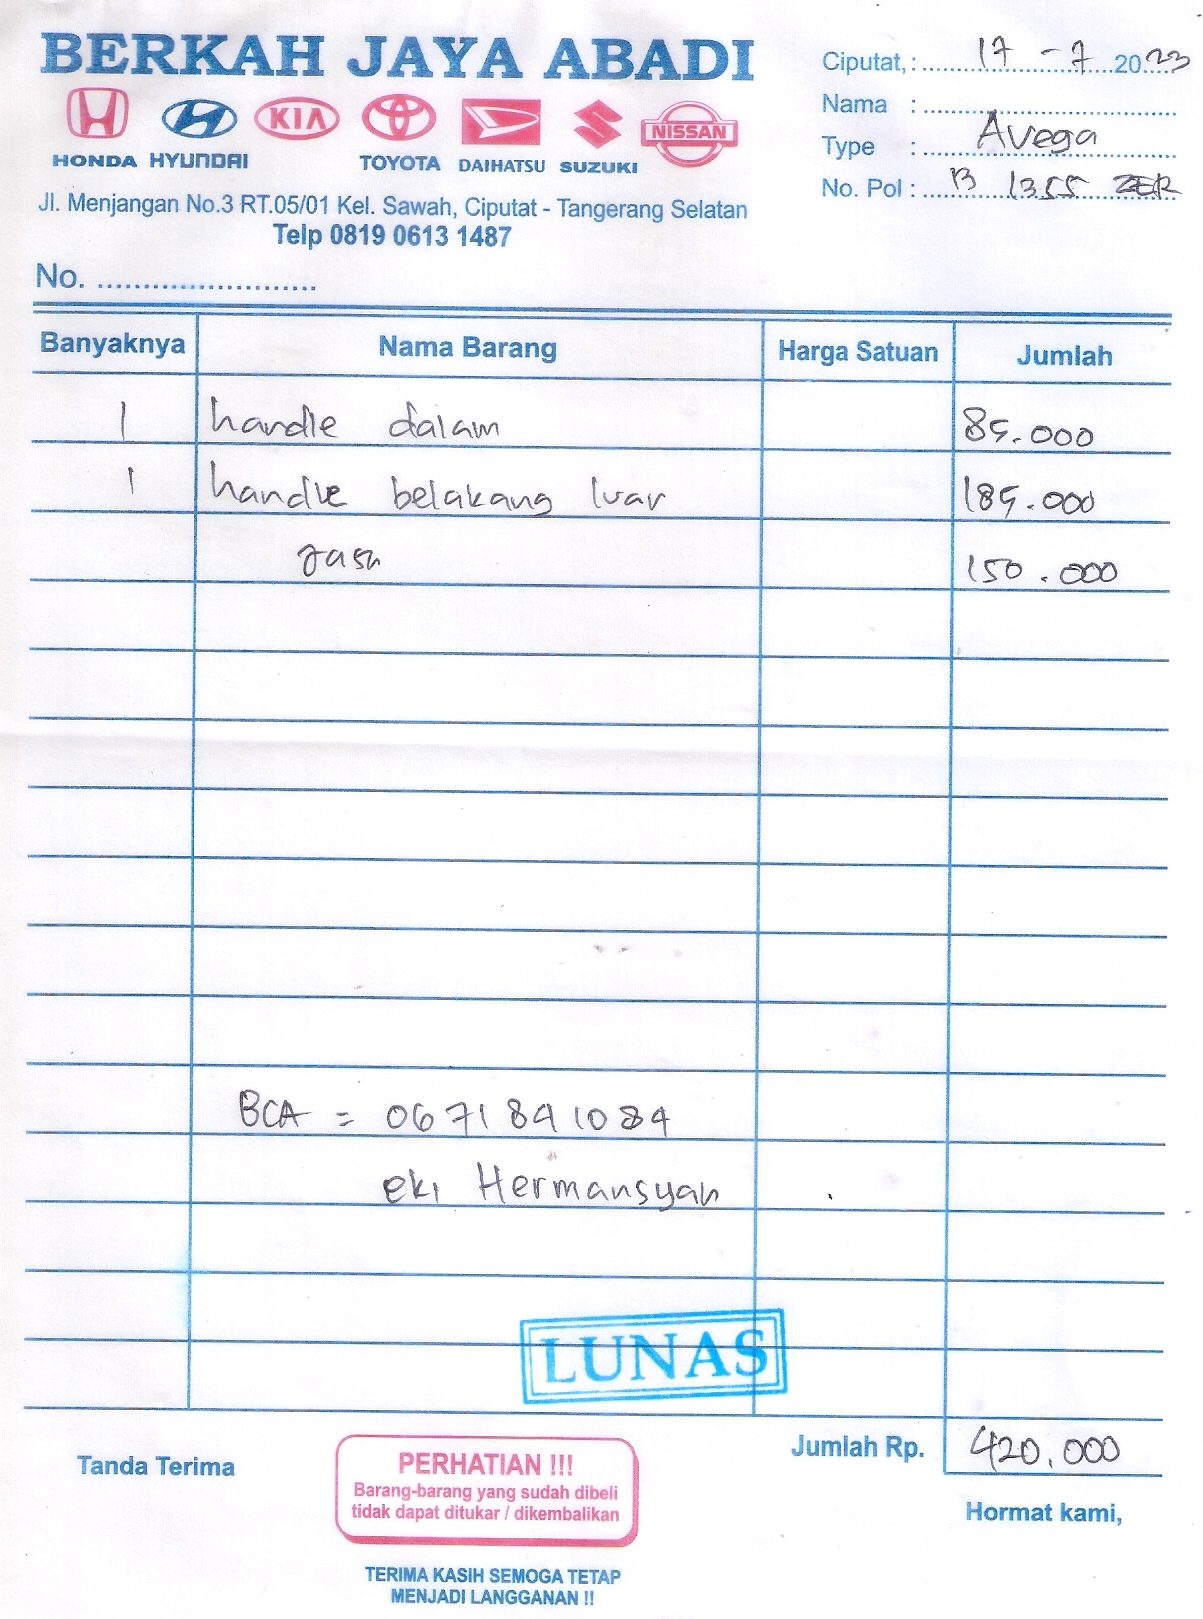 BERKAH JAYA ABADI
HONDA HYUNDAI KIA TOYOTA DAIHATSU SUZUKI NISSAN
Jl. Menjangan No.3 RT.05/01 Kel. Sawah, Ciputat - Tangerang Selatan
Telp 0819 0613 1487
Ciputat, : 17 - 7 2023
Nama :
Type : Avega
No. Pol : B 1355 ZER
No.
Banyaknya Nama Barang Harga Satuan Jumlah
1 handle dalam 85.000
1 handle belakang luar 185.000
jasa 150.000
BCA = 0671891084
eki Hermansyah
LUNAS
Jumlah Rp. 420.000
Tanda Terima
PERHATIAN !!!
Barang-barang yang sudah dibeli
tidak dapat ditukar / dikembalikan
Hormat kami,
TERIMA KASIH SEMOGA TETAP
MENJADI LANGGANAN !!